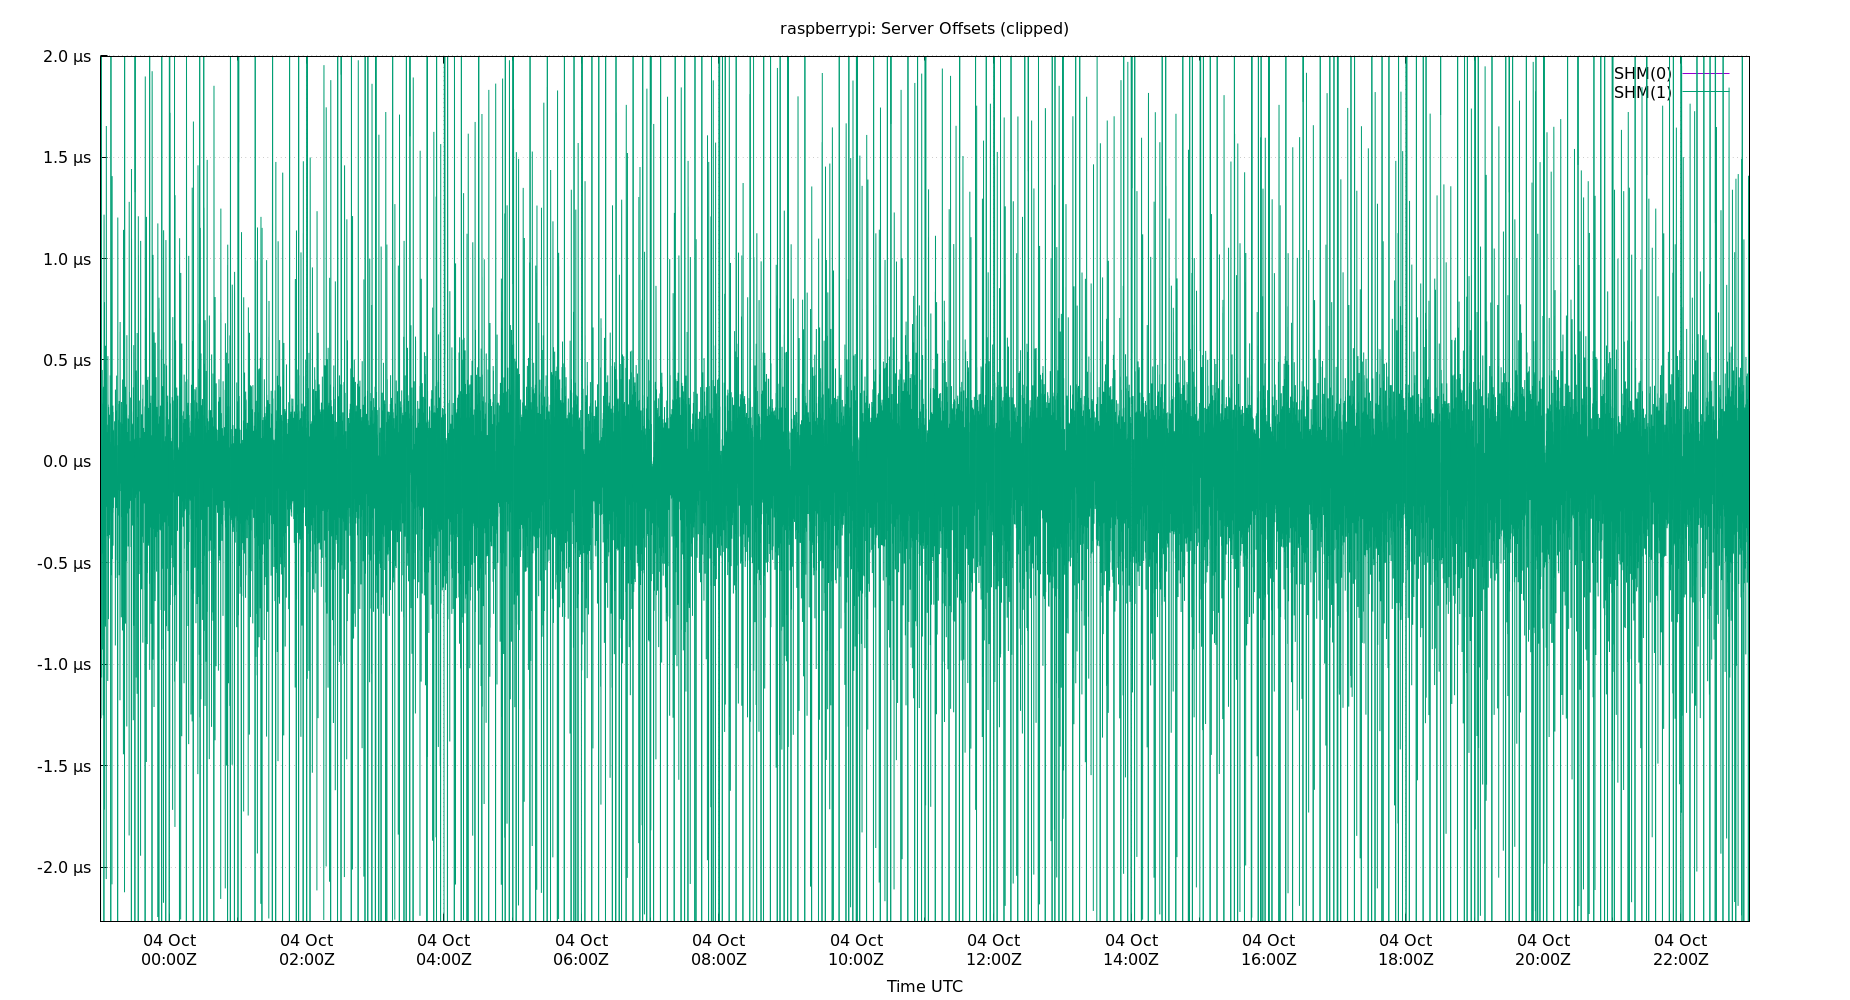 raspberrypi: Server Offsets (clipped)
2.0 µs
1.5 µs
1.0 µs
0.5 µs
0.0 µs
-0.5 µs
-1.0 µs
-1.5 µs
-2.0 µs
SHM(0)
SHM(1)
04 Oct 04 Oct 04 Oct 04 Oct 04 Oct 04 Oct 04 Oct 04 Oct 04 Oct 04 Oct 04 Oct 04 Oct
00:00Z 02:00Z 04:00Z 06:00Z 08:00Z 10:00Z 12:00Z 14:00Z 16:00Z 18:00Z 20:00Z 22:00Z
Time UTC